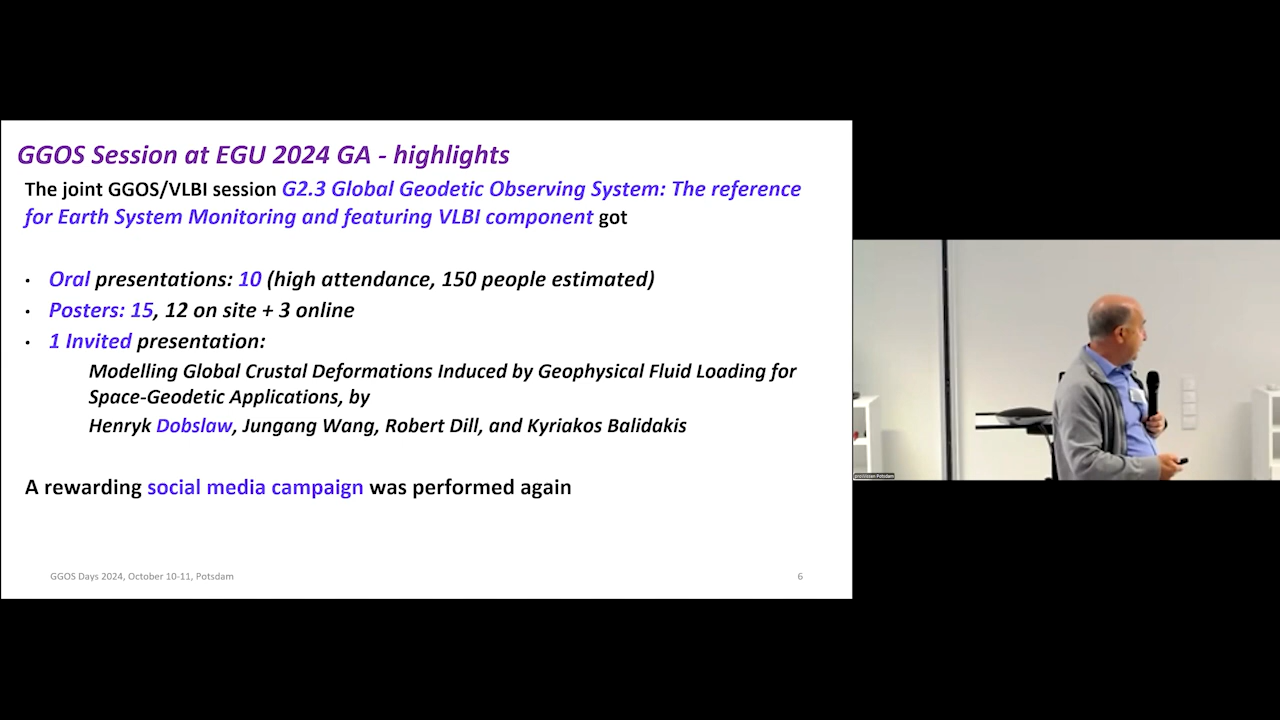 GGOS Session at EGU 2024 GA - highlights
The joint GGOS/VLBI session G2.3 Global Geodetic Observing System: The reference
for Earth System Monitoring and featuring VLBI component got
• Oral presentations: 10 (high attendance, 150 people estimated)
• Posters: 15, 12 on site + 3 online
• 1 Invited presentation:
Modelling Global Crustal Deformations Induced by Geophysical Fluid Loading for
Space-Geodetic Applications, by
Henryk Dobslaw, Jungang Wang, Robert Dill, and Kyriakos Balidakis
A rewarding social media campaign was performed again
GGOS Days 2024, October 10-11, Potsdam
6